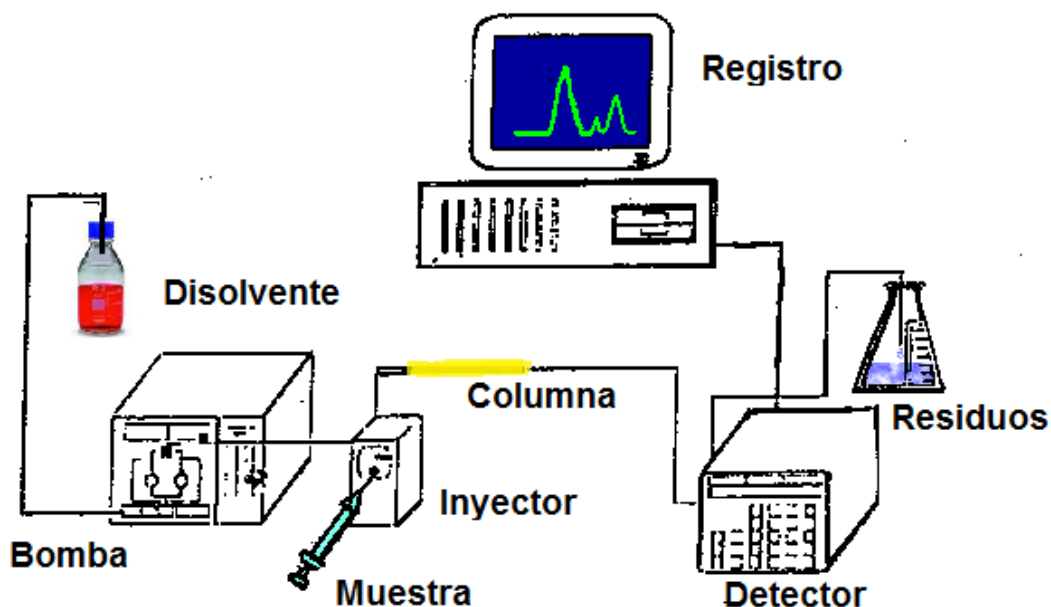 Registro
Disolvente
Columna
Residuos
Inyector
Bomba
Muestra
Detector